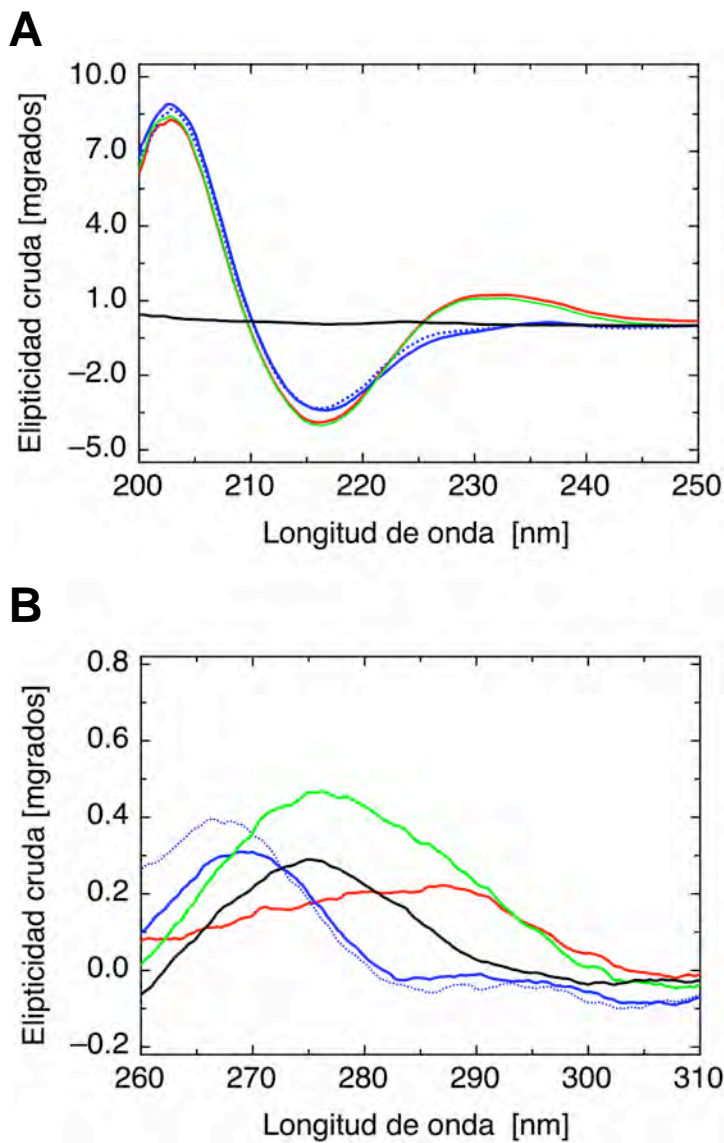 A
10.0
7.0
4.0
1.0
−2.0
−5.0
Elipticidad cruda [mgrados]
200 210 220 230 240 250
Longitud de onda [nm]
B
0.8
0.6
0.4
0.2
0.0
−0.2
Elipticidad cruda [mgrados]
260 270 280 290 300 310
Longitud de onda [nm]